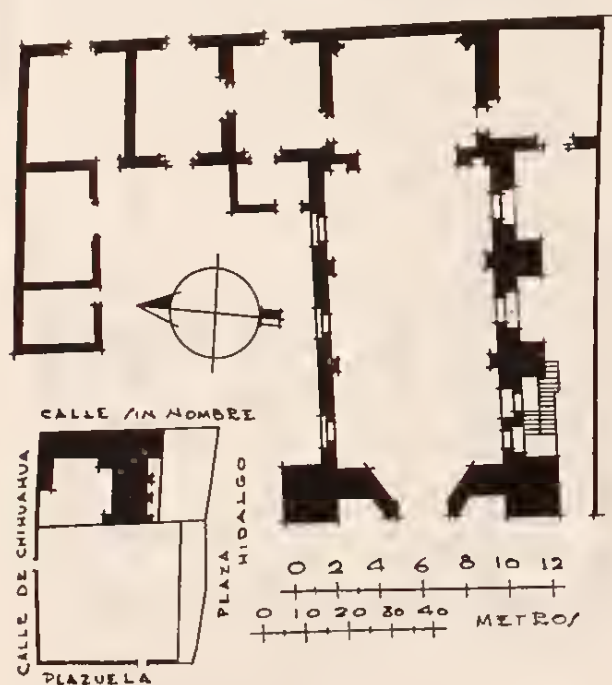 CALLE SIN NOMBRE
CALLE DE CHIHUAHUA
PLAZA
HIDALGO
PLAZUELA
0 2 4 6 8 10 12
0 10 20 30 40
METROS